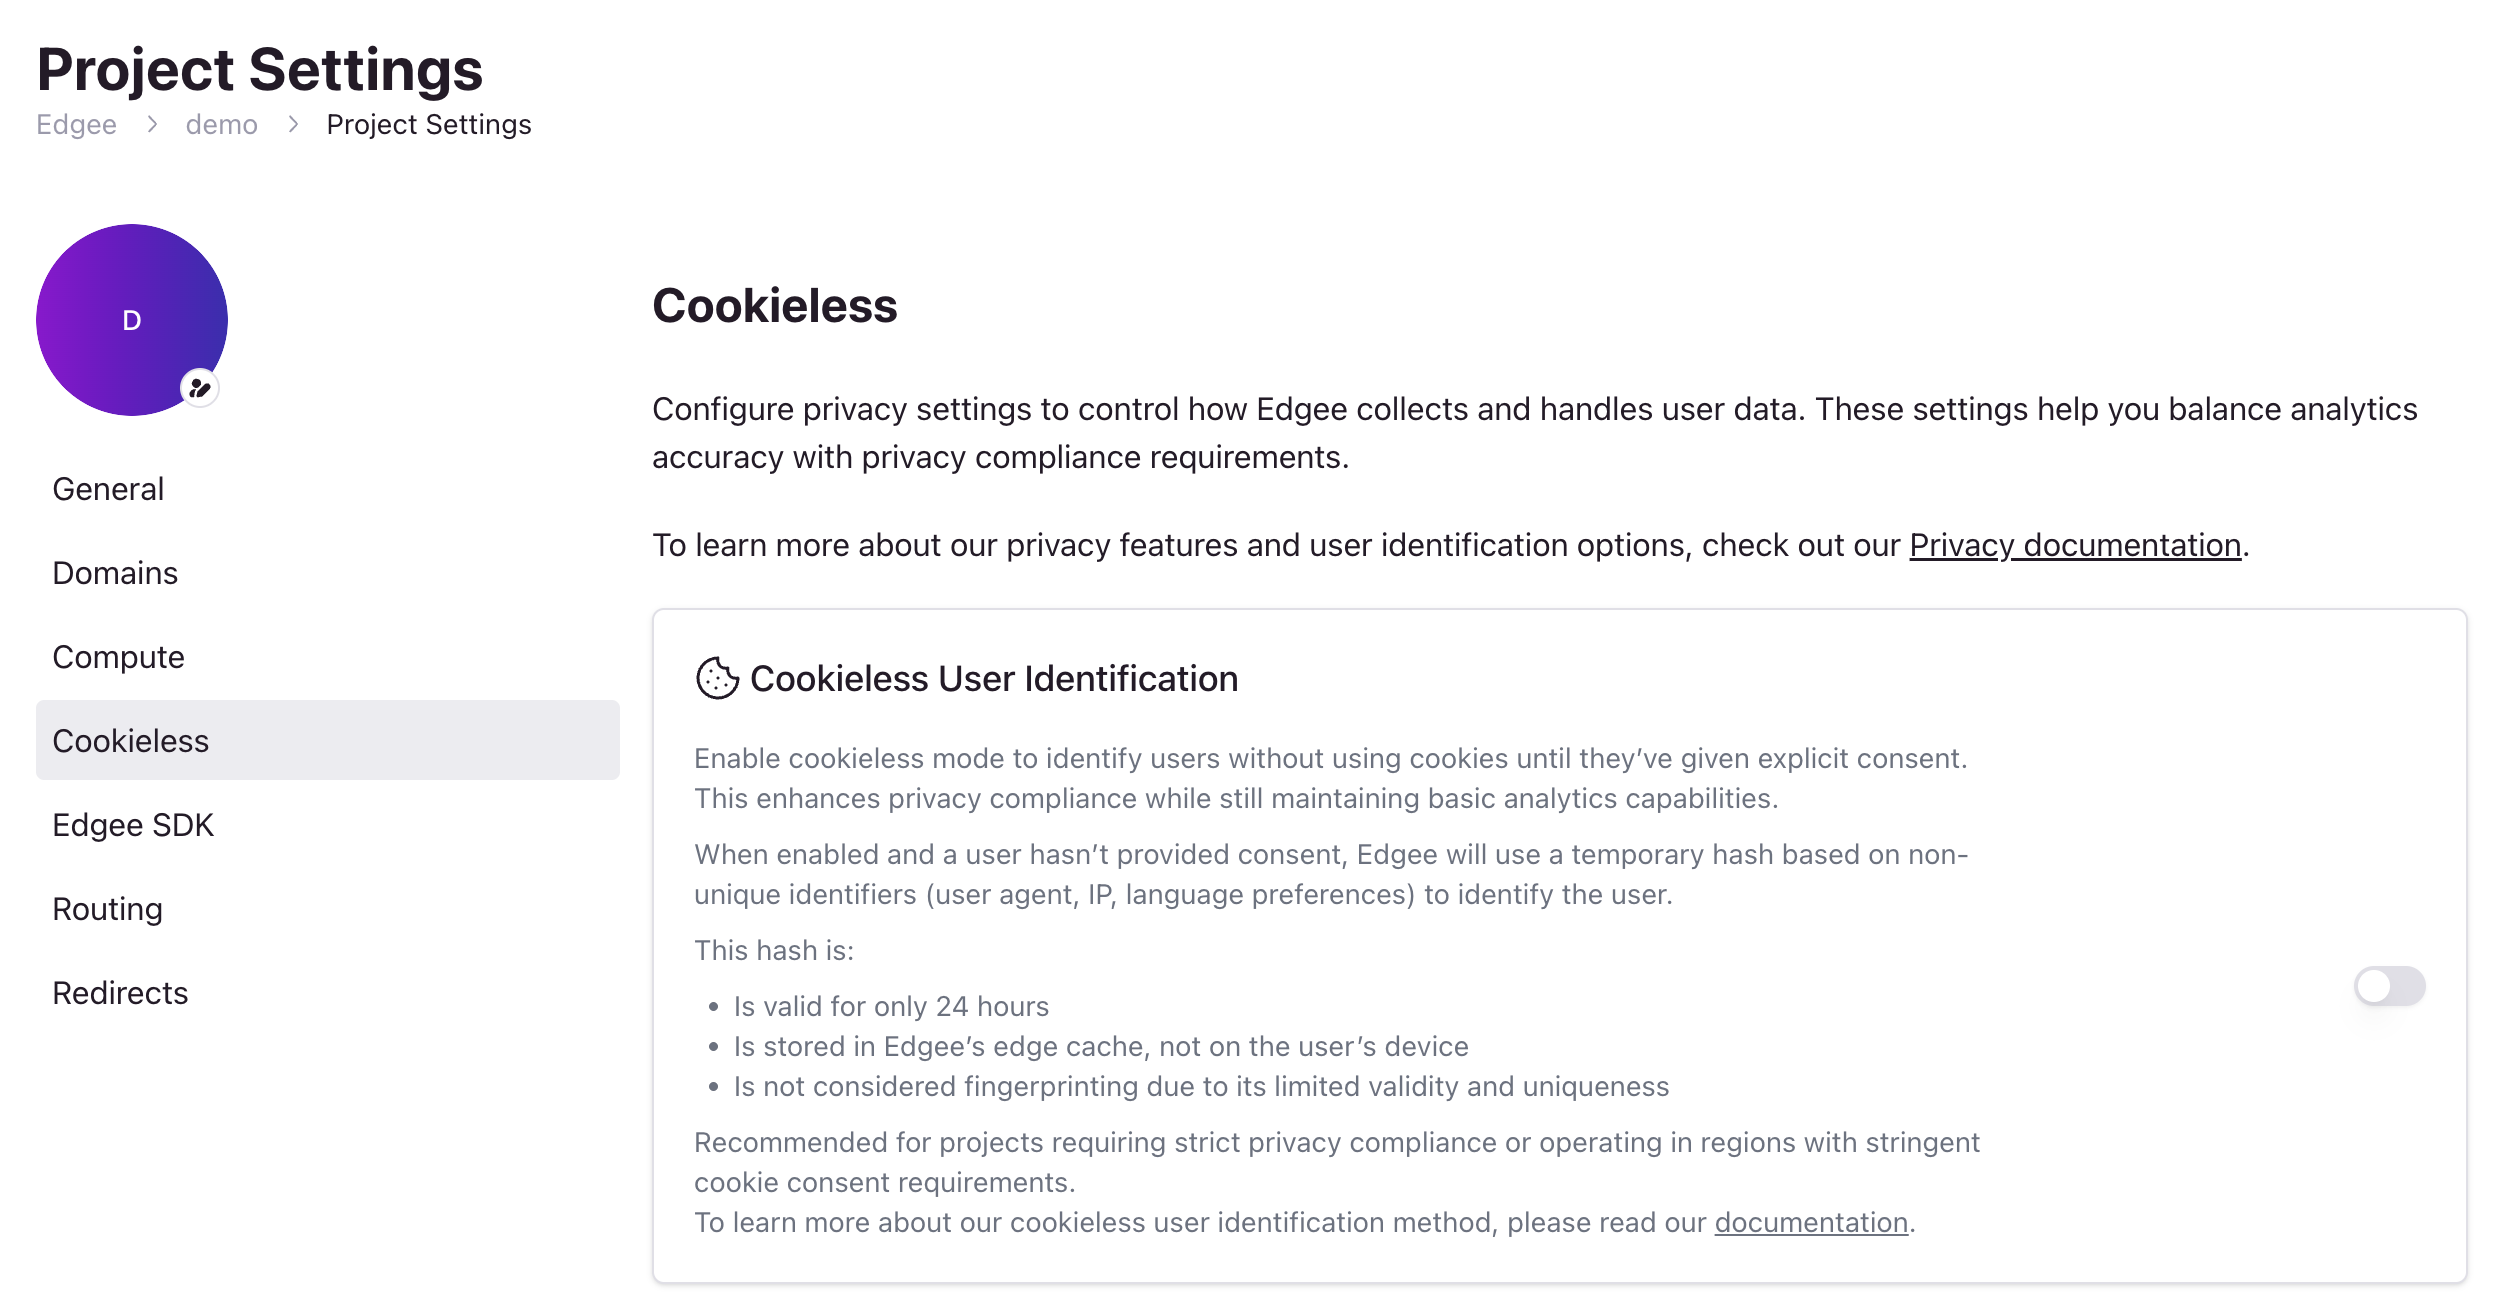 Project Settings
Edgee > demo > Project Settings
D
General
Domains
Compute
Cookieless
Edgee SDK
Routing
Redirects
Cookieless
Configure privacy settings to control how Edgee collects and handles user data. These settings help you balance analytics
accuracy with privacy compliance requirements.
To learn more about our privacy features and user identification options, check out our Privacy documentation.
Cookieless User Identification
Enable cookieless mode to identify users without using cookies until they’ve given explicit consent.
This enhances privacy compliance while still maintaining basic analytics capabilities.
When enabled and a user hasn’t provided consent, Edgee will use a temporary hash based on non-
unique identifiers (user agent, IP, language preferences) to identify the user.
This hash is:
• Is valid for only 24 hours
• Is stored in Edgee’s edge cache, not on the user’s device
• Is not considered fingerprinting due to its limited validity and uniqueness
Recommended for projects requiring strict privacy compliance or operating in regions with stringent
cookie consent requirements.
To learn more about our cookieless user identification method, please read our documentation.